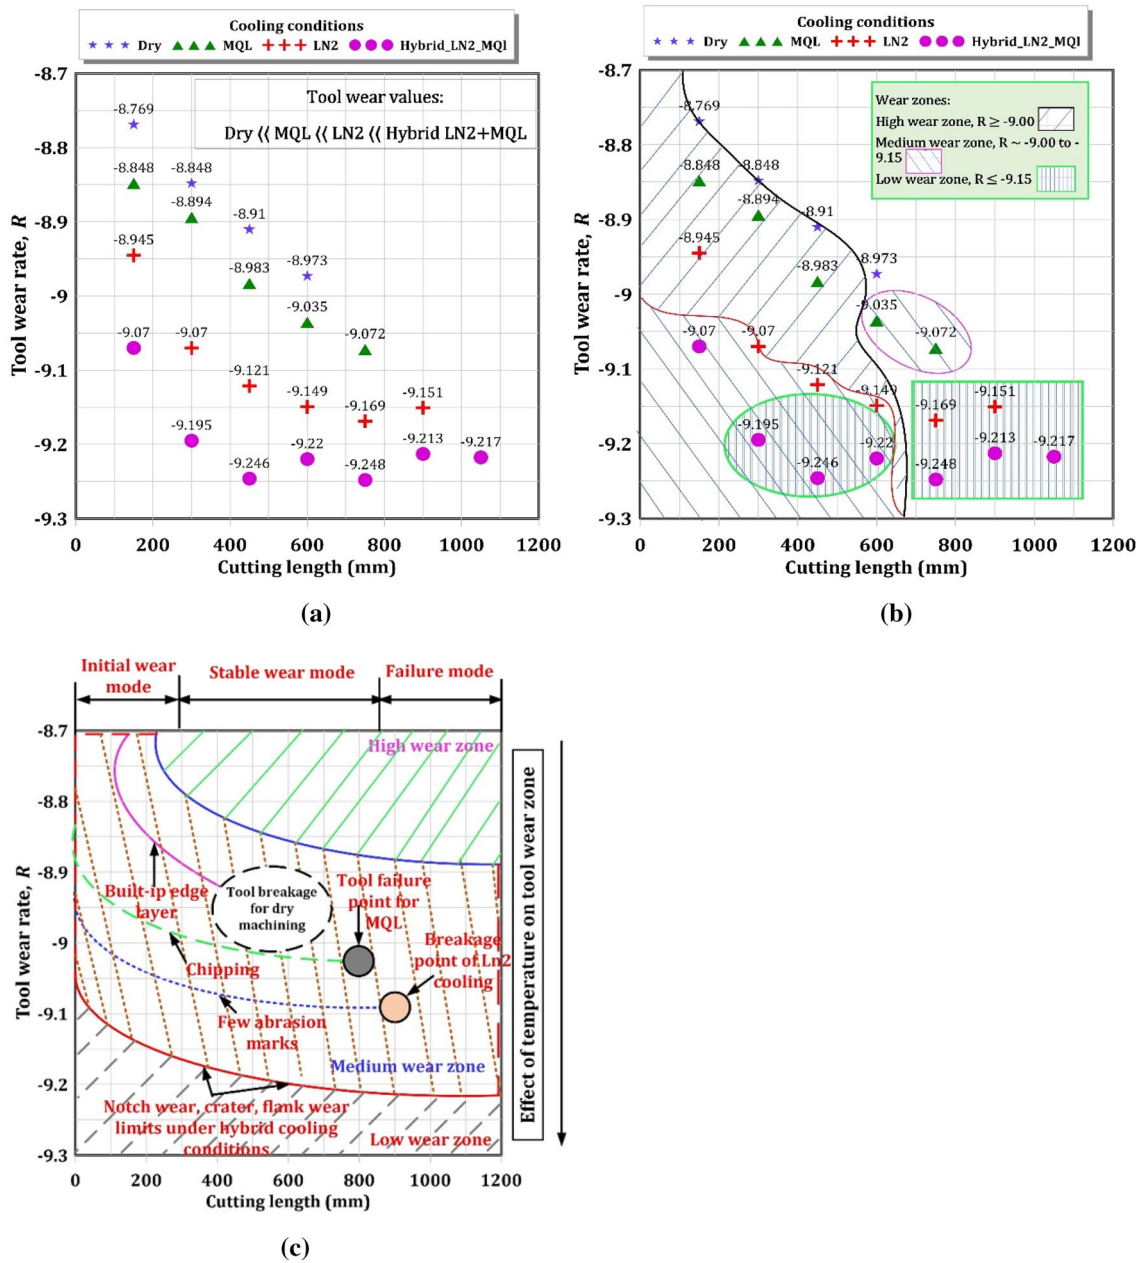 Cooling conditions
Dry MQL LN2 Hybrid_LN2_MQl
-8.7
-8.8
-8.9
-9
-9.1
-9.2
-9.3
Tool wear rate, R
Tool wear values:
Dry ⟨⟨ MQL ⟨⟨ LN2 ⟨⟨ Hybrid LN2+MQL
-8.769
-8.848
-8.848
-8.894
-8.945
-8.91
-8.983
-8.973
-9.035
-9.07
-9.07
-9.072
-9.121
-9.149
-9.169
-9.151
-9.195
-9.246
-9.22
-9.248
-9.213
-9.217
0
200
400
600
800
1000
1200
Cutting length (mm)
(a)
Cooling conditions
Dry MQL LN2 Hybrid_LN2_MQl
-8.7
-8.8
-8.9
-9
-9.1
-9.2
-9.3
Tool wear rate, R
Wear zones:
High wear zone, R ≥ -9.00
Medium wear zone, R ~ -9.00 to -
9.15
Low wear zone, R ≤ -9.15
-8.769
-8.848
-8.848
-8.894
-8.945
-8.91
-8.983
-8.973
-9.035
-9.07
-9.07
-9.072
-9.121
-9.149
-9.169
-9.151
-9.195
-9.246
-9.22
-9.248
-9.213
-9.217
0
200
400
600
800
1000
1200
Cutting length (mm)
(b)
Initial wear
mode
Stable wear mode
Failure mode
-8.7
-8.8
-8.9
-9
-9.1
-9.2
-9.3
Tool wear rate, R
High wear zone
Built-ip edge
layer
Tool breakage
for dry
machining
Tool failure
point for
MQL
Chipping
Breakage
point of Ln2
cooling
Few abrasion
marks
Medium wear zone
Notch wear, crater, flank wear
limits under hybrid cooling
conditions
Low wear zone
Effect of temperature on tool wear zone
0
200
400
600
800
1000
1200
Cutting length (mm)
(c)